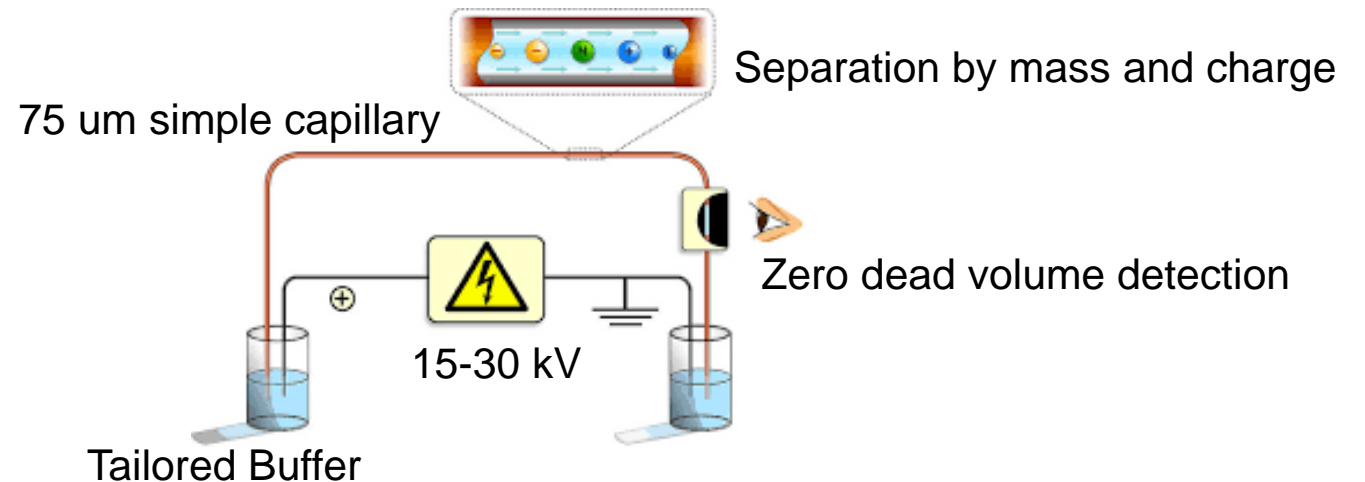 Separation by mass and charge
75 um simple capillary
Zero dead volume detection
15-30 kV
Tailored Buffer
− − N + +
+